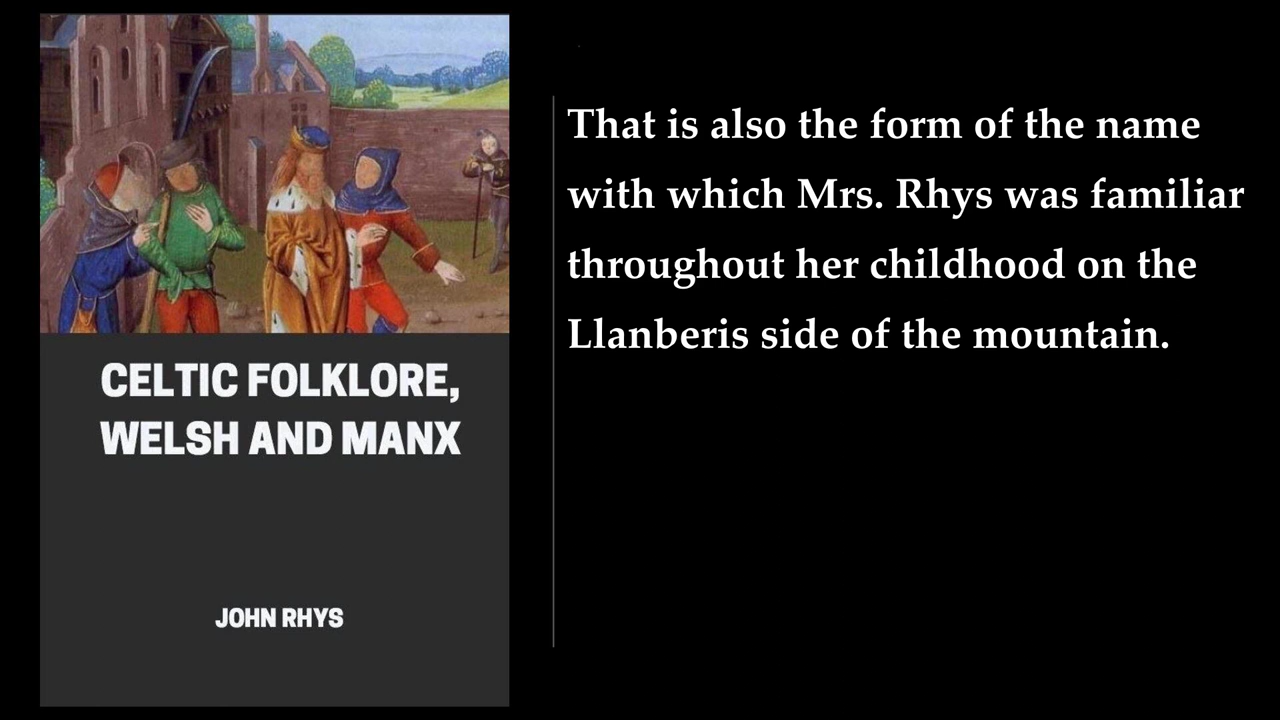 CELTIC FOLKLORE,
WELSH AND MANX
JOHN RHYS
That is also the form of the name
with which Mrs. Rhys was familiar
throughout her childhood on the
Llanberis side of the mountain.